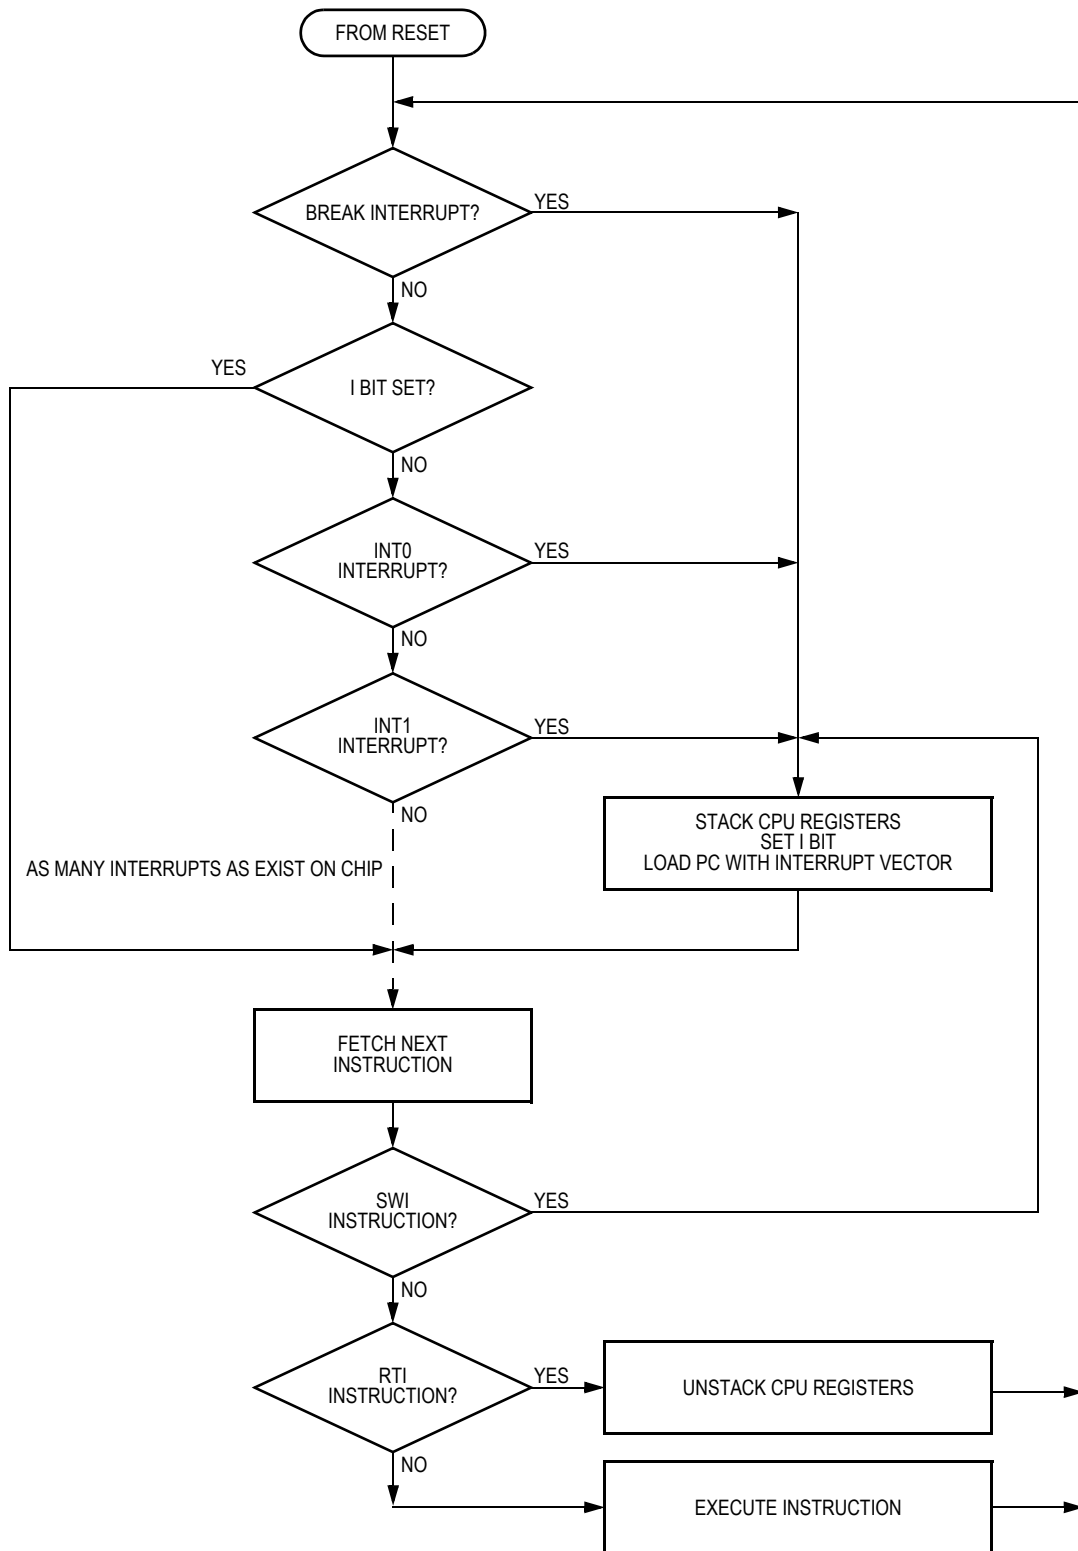 FROM RESET
BREAK INTERRUPT?
YES
NO
YES
I BIT SET?
NO
INT0
INTERRUPT?
YES
NO
INT1
INTERRUPT?
YES
NO
STACK CPU REGISTERS
SET I BIT
LOAD PC WITH INTERRUPT VECTOR
AS MANY INTERRUPTS AS EXIST ON CHIP
FETCH NEXT
INSTRUCTION
SWI
INSTRUCTION?
YES
NO
RTI
INSTRUCTION?
YES
UNSTACK CPU REGISTERS
NO
EXECUTE INSTRUCTION